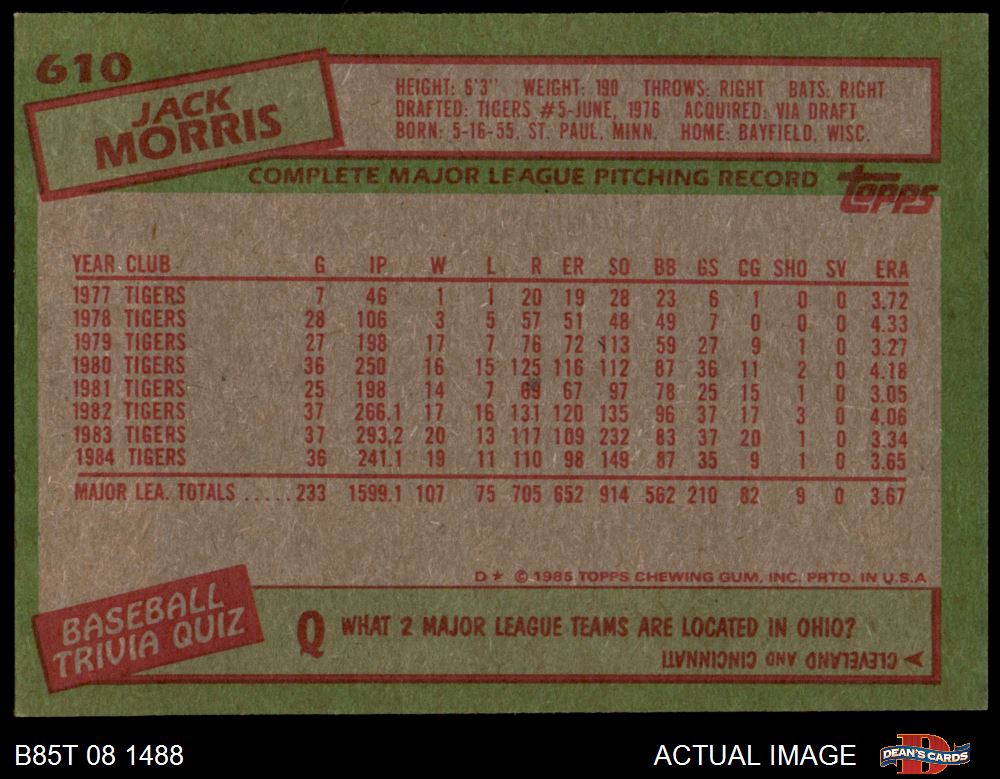 610
JACK
MORRIS
HEIGHT: 6'3" WEIGHT: 190 THROWS: RIGHT BATS: RIGHT
DRAFTED: TIGERS #5-JUNE, 1976 ACQUIRED: VIA DRAFT
BORN: 5-16-55, ST. PAUL, MINN. HOME: BAYFIELD, WISC.
COMPLETE MAJOR LEAGUE PITCHING RECORD
topps
YEAR CLUB G IP W L R ER SO BB GS CG SHO SV ERA
1977 TIGERS 7 46 1 1 20 19 28 23 6 1 0 0 3.72
1978 TIGERS 28 106 3 5 57 51 48 49 7 0 0 0 4.33
1979 TIGERS 27 198 17 7 76 72 113 59 27 9 1 0 3.27
1980 TIGERS 36 250 16 15 125 116 112 87 36 11 2 0 4.18
1981 TIGERS 25 198 14 7 69 67 97 78 25 15 1 0 3.05
1982 TIGERS 37 266.1 17 16 131 120 135 96 37 17 3 0 4.06
1983 TIGERS 37 293.2 20 13 117 109 232 83 37 20 1 0 3.34
1984 TIGERS 36 241.1 19 11 110 98 149 87 35 9 1 0 3.65
MAJOR LEA. TOTALS ..... 233 1599.1 107 75 705 652 914 562 210 82 9 0 3.67
D* © 1985 TOPPS CHEWING GUM, INC. PRTD. IN U.S.A
BASEBALL
TRIVIA QUIZ
Q WHAT 2 MAJOR LEAGUE TEAMS ARE LOCATED IN OHIO?
CLEVELAND AND CINCINNATI
B85T 08 1488
ACTUAL IMAGE
DEAN'S CARDS